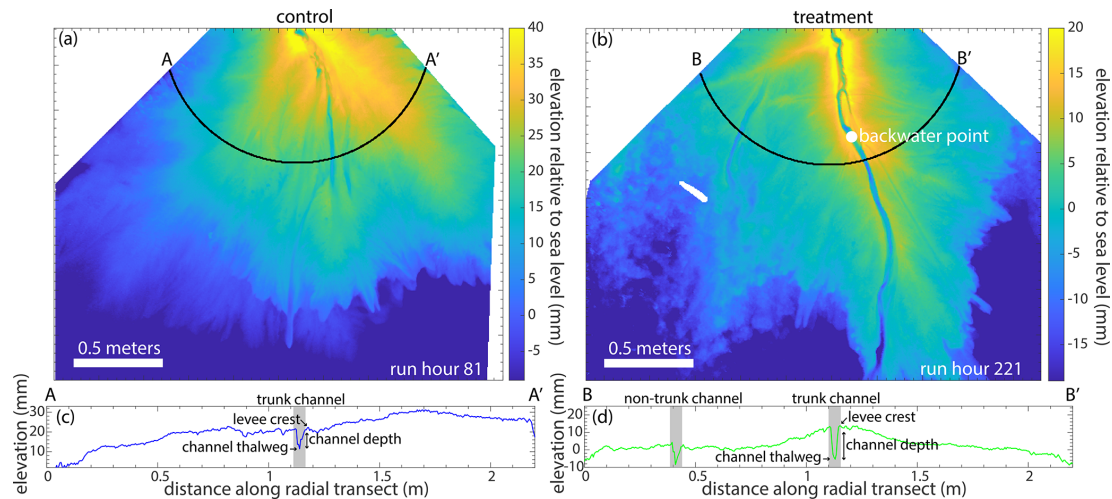 control
(a)
A
A′
0.5 meters
run hour 81
40
35
30
25
20
15
10
5
0
-5
elevation relative to sea level (mm)
treatment
(b)
B
B′
backwater point
0.5 meters
run hour 221
20
15
10
5
0
-5
-10
-15
elevation relative to sea level (mm)
A
A′
(c)
trunk channel
levee crest
channel thalweg
channel depth
30
20
10
elevation (mm)
0
0.5
1
1.5
2
distance along radial transect (m)
B
B′
(d)
non-trunk channel
trunk channel
levee crest
channel thalweg
channel depth
20
10
0
-10
elevation (mm)
0
0.5
1
1.5
2
distance along radial transect (m)